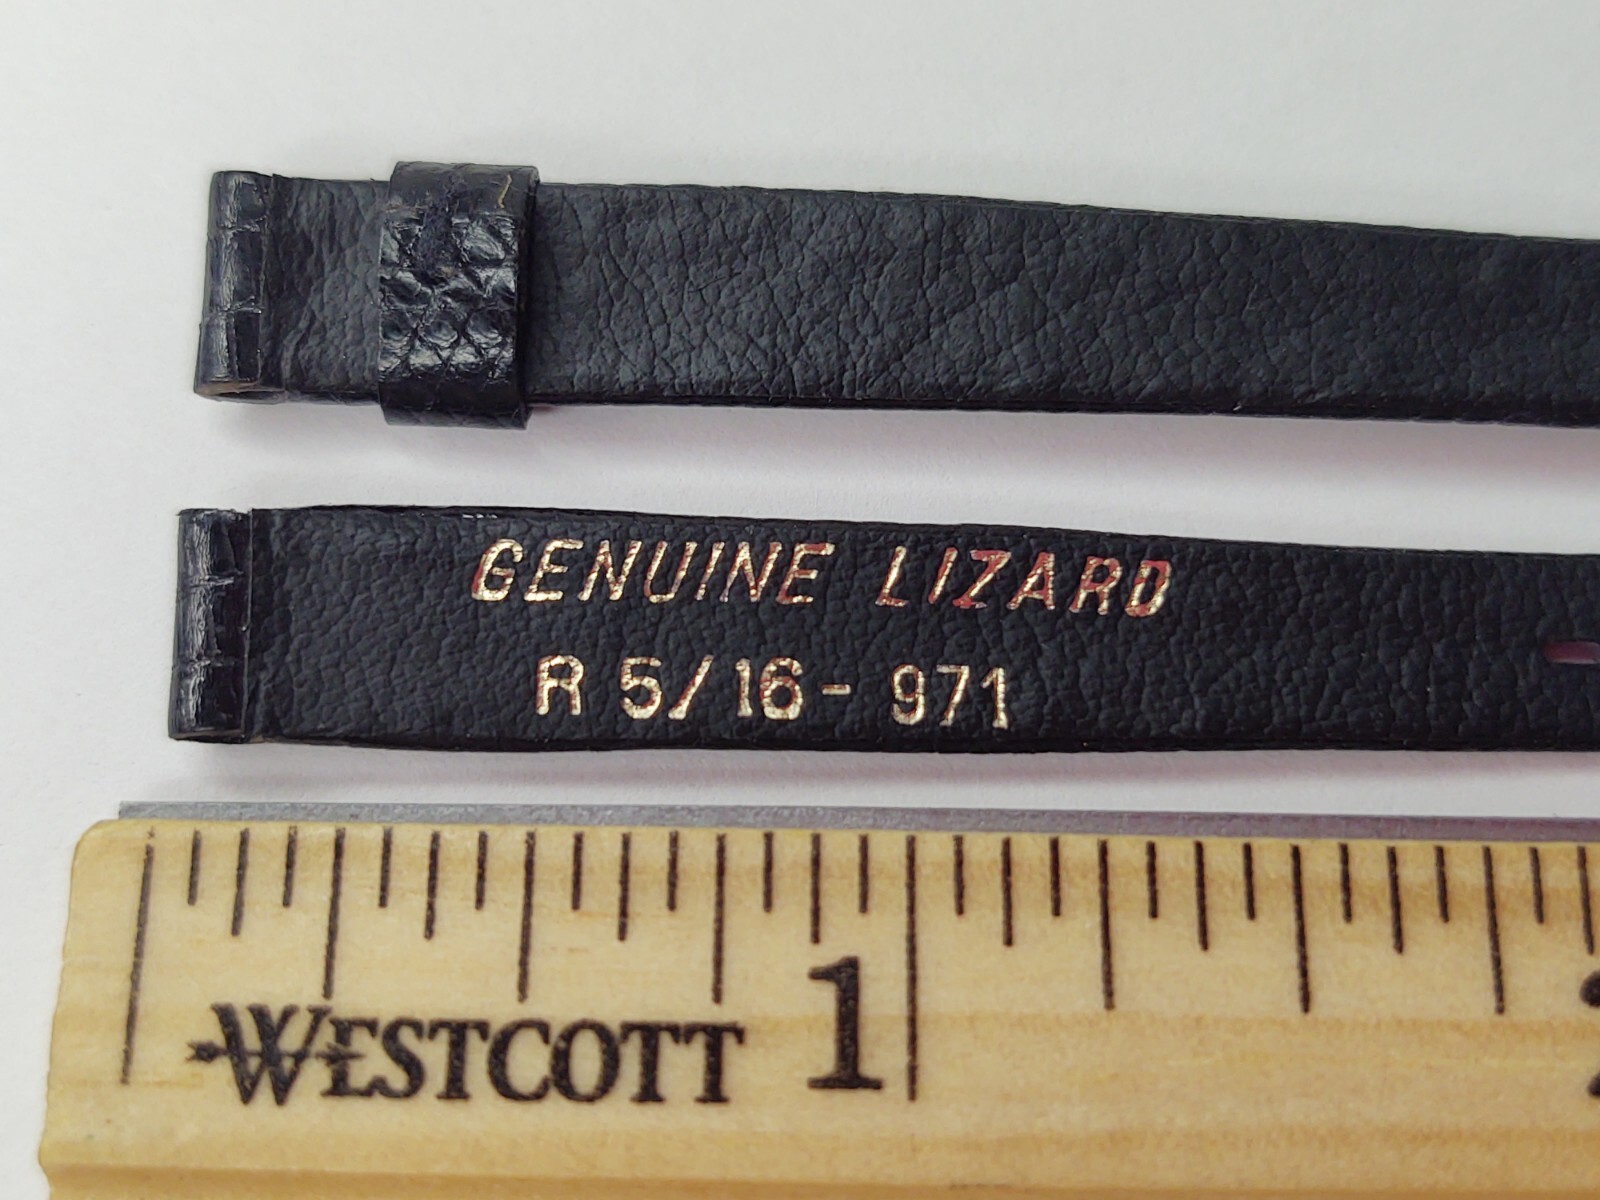 GENUINE LIZARD
R 5/16 - 971
1
WESTCOTT